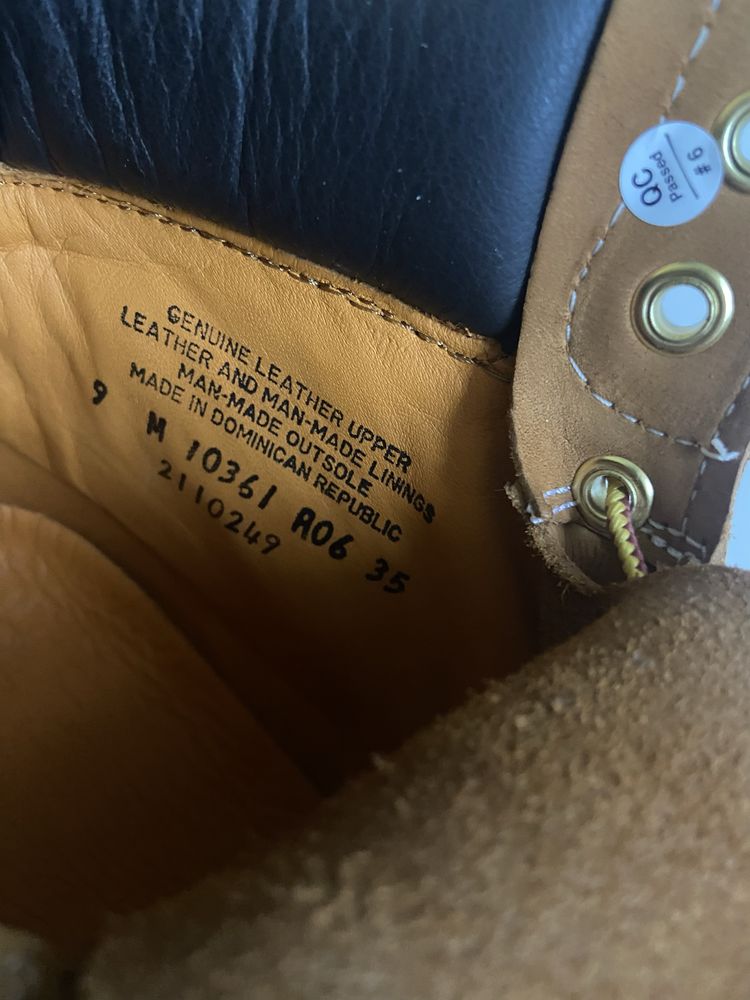 GENUINE LEATHER UPPER
LEATHER AND MAN-MADE LININGS
MAN-MADE OUTSOLE
MADE IN DOMINICAN REPUBLIC
9 M 10361 A06 35
2110249
QC
Passed
# 6